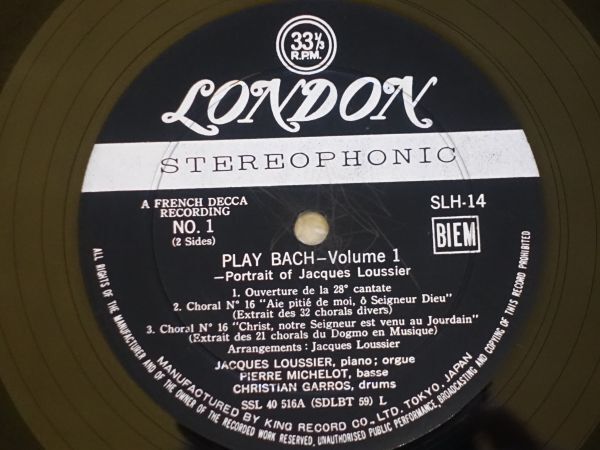 33⅓
R.P.M.
LONDON
STEREOPHONIC
A FRENCH DECCA
RECORDING
NO. 1
(2 Sides)
SLH-14
BIEM
PLAY BACH—Volume 1
—Portrait of Jacques Loussier
1. Ouverture de la 28° cantate
2. Choral N° 16 "Aie pitié de moi, ô Seigneur Dieu"
(Extrait des 32 chorals divers)
3. Choral N° 16 "Christ, notre Seigneur est venu au Jourdain"
(Extrait des 21 chorals du Dogmo en Musique)
Arrangements : Jacques Loussier
JACQUES LOUSSIER, piano; orgue
PIERRE MICHELOT, basse
CHRISTIAN GARROS, drums
SSL 40 516A (SDLBT 59) L
MANUFACTURED BY KING RECORD CO., LTD. TOKYO, JAPAN
ALL RIGHTS OF THE MANUFACTURER AND OF THE OWNER OF THE RECORDED WORK RESERVED, UNAUTHORISED PUBLIC PERFORMANCE, BROADCASTING AND COPYING OF THIS RECORD PROHIBITED